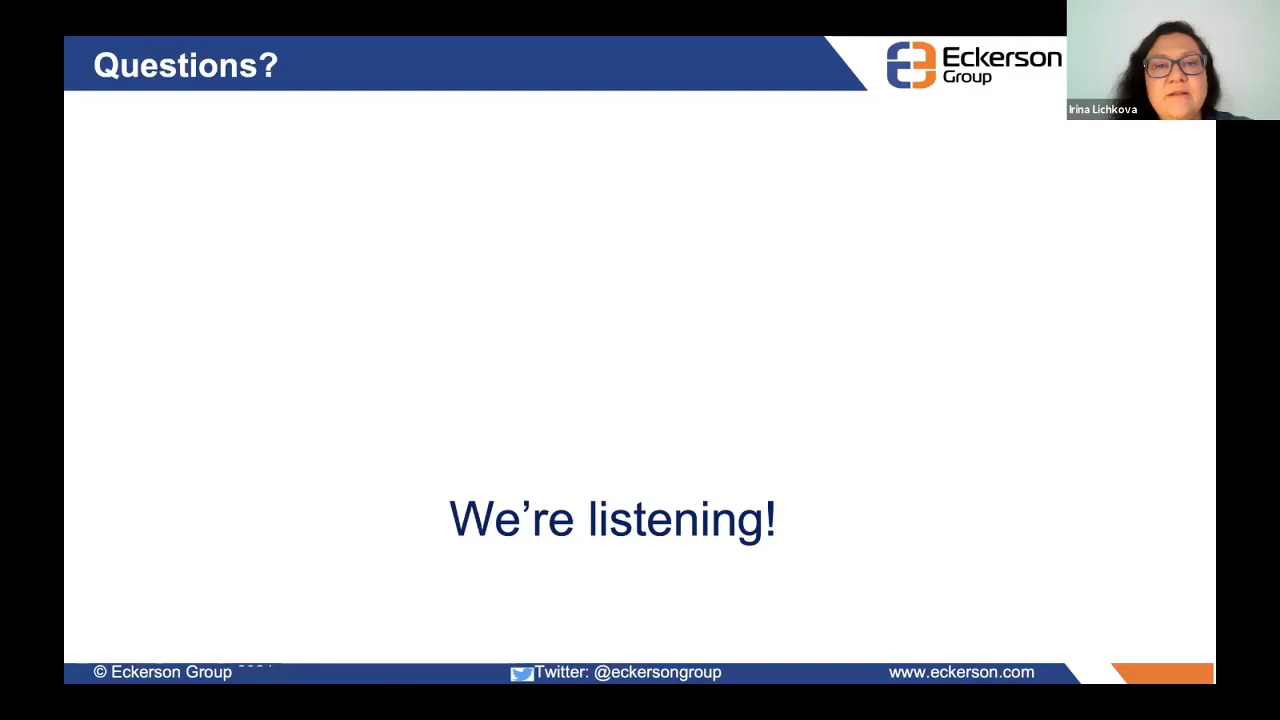 Questions?
Eckerson
Group
Irina Lichkova
We're listening!
© Eckerson Group
Twitter: @eckersongroup
www.eckerson.com